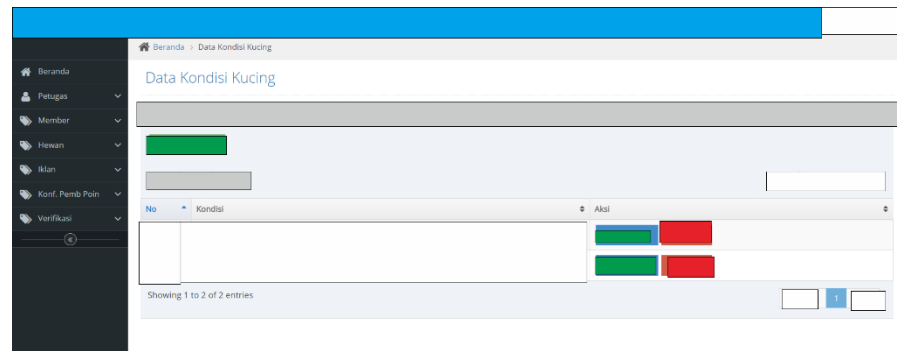 Beranda > Data Kondisi Kucing
Beranda
Petugas
Member
Hewan
Iklan
Konf. Pemb Poin
Verifikasi
Data Kondisi Kucing
No Kondisi Aksi
Showing 1 to 2 of 2 entries
1